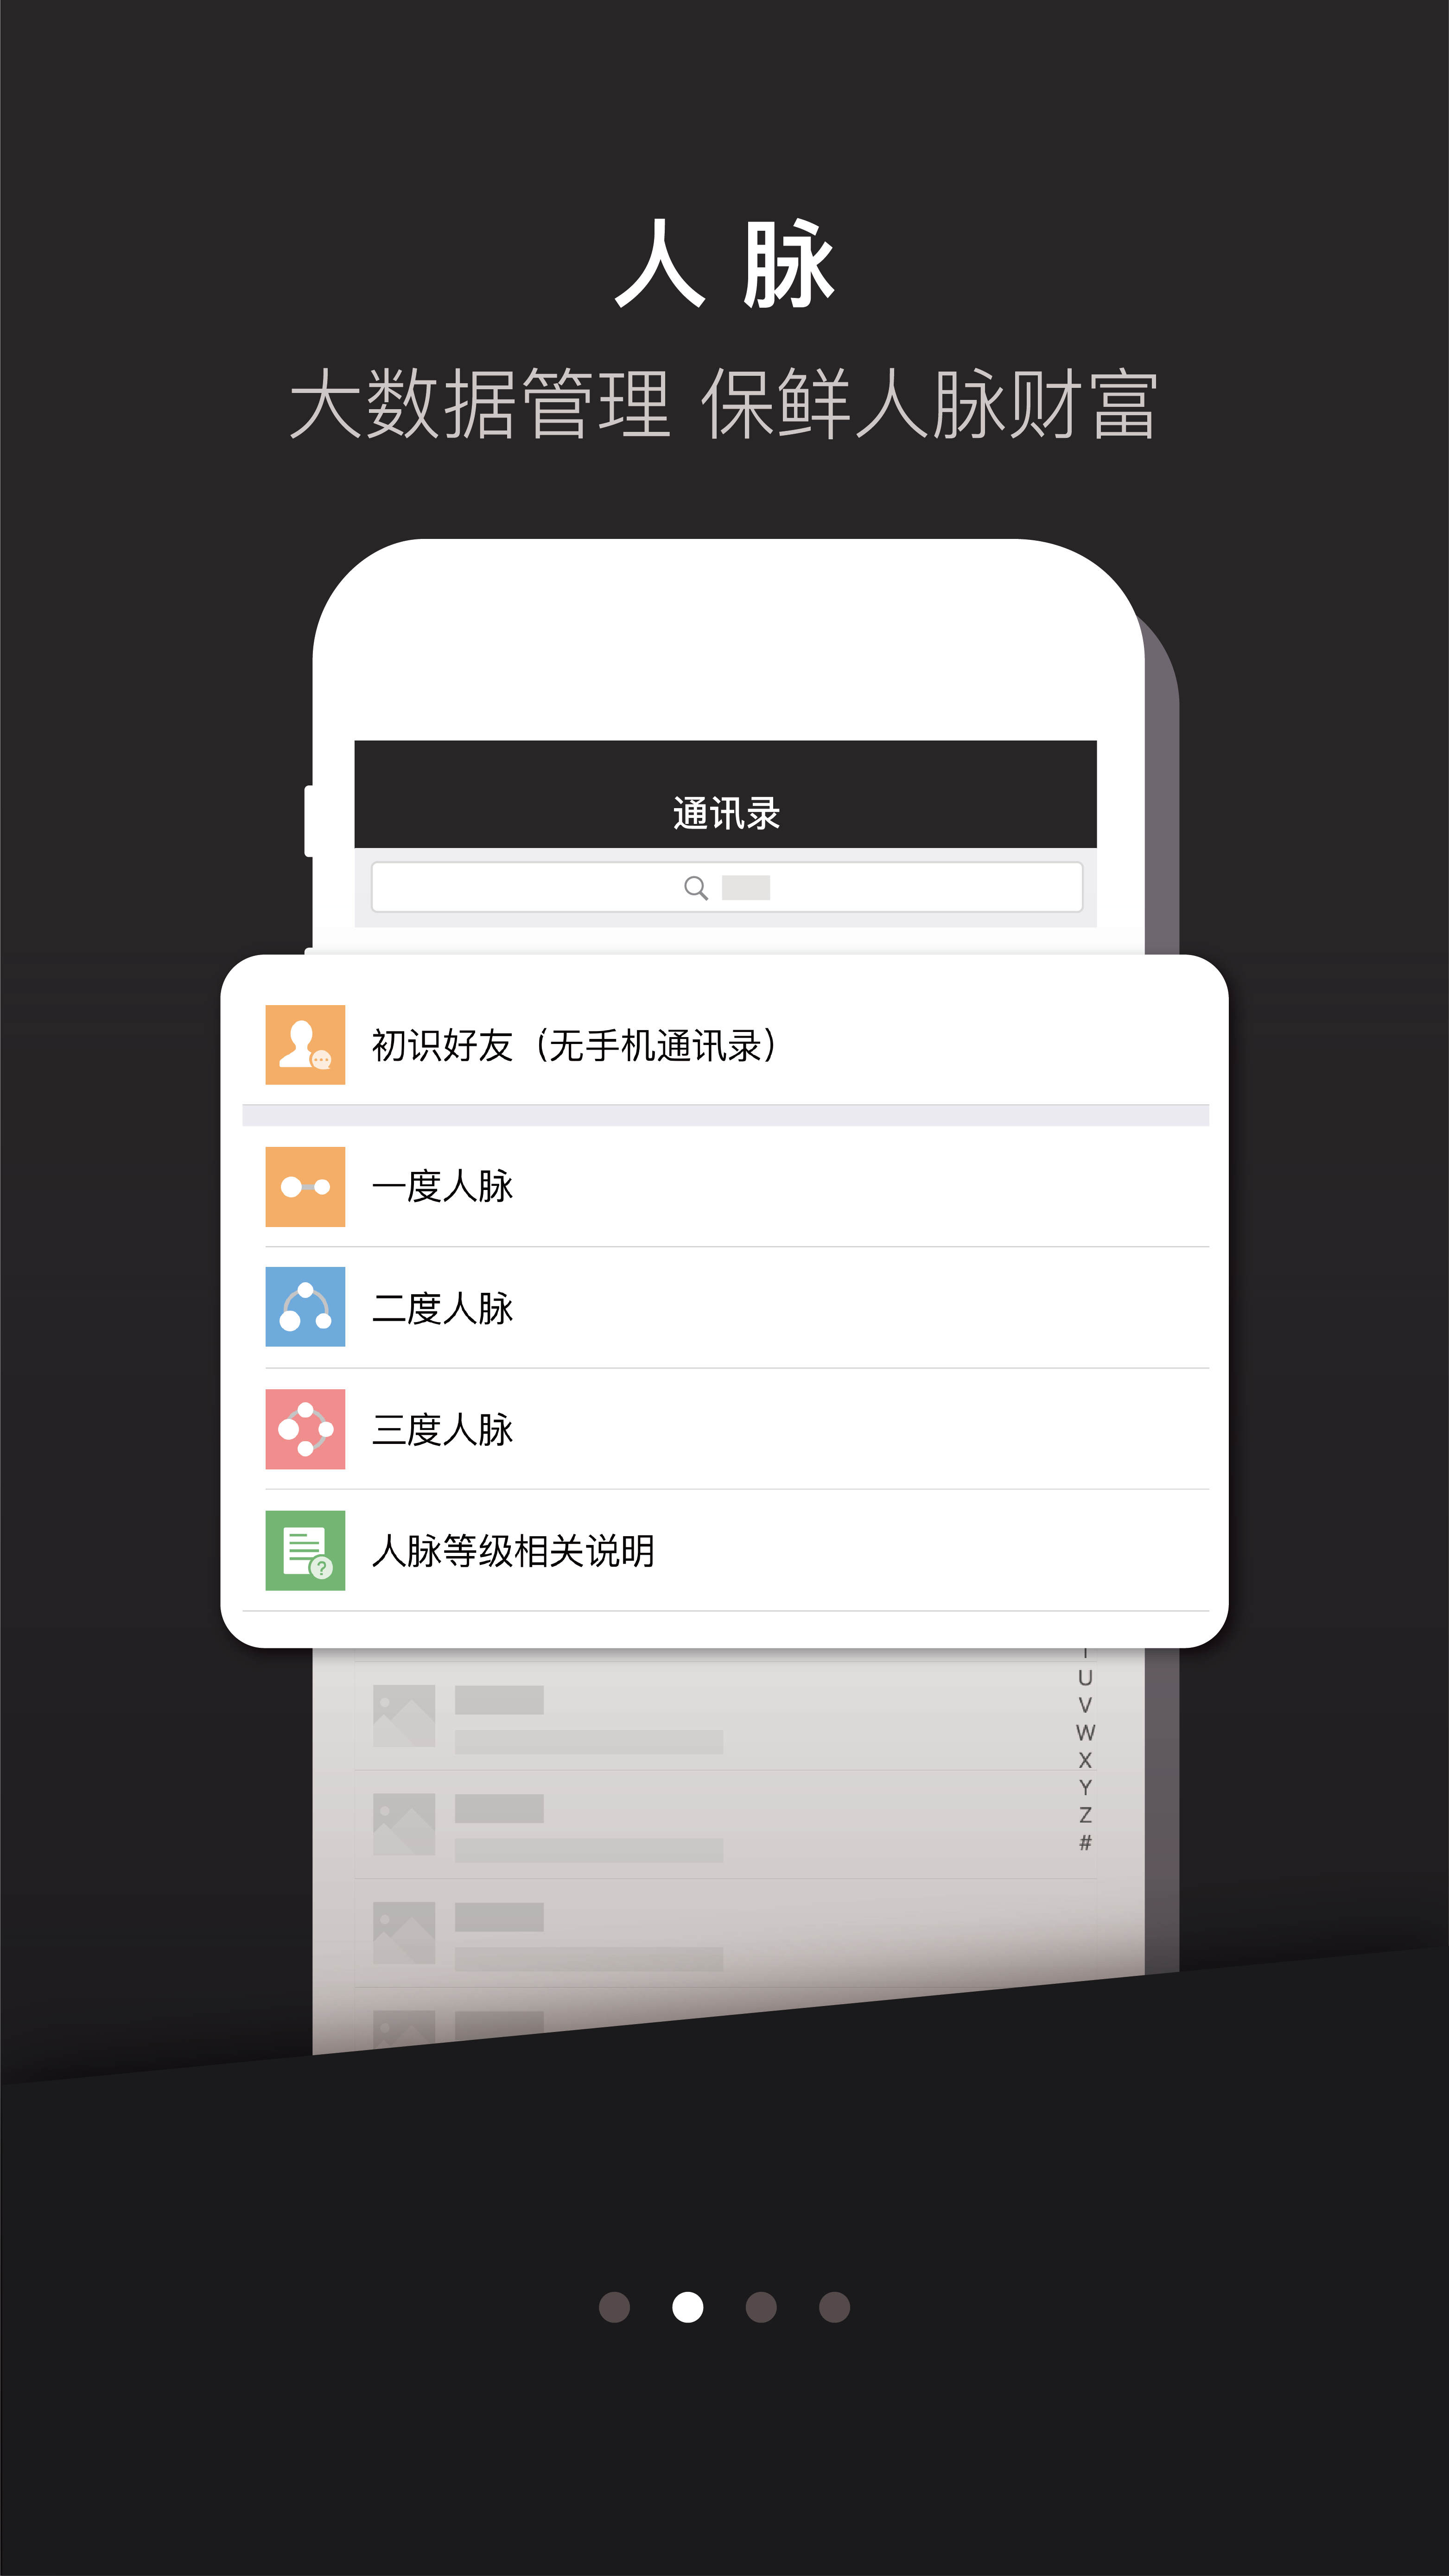 人 脉
大数据管理 保鲜人脉财富
通讯录
初识好友（无手机通讯录）
一度人脉
二度人脉
三度人脉
?
人脉等级相关说明
U
V
W
X
Y
Z
#